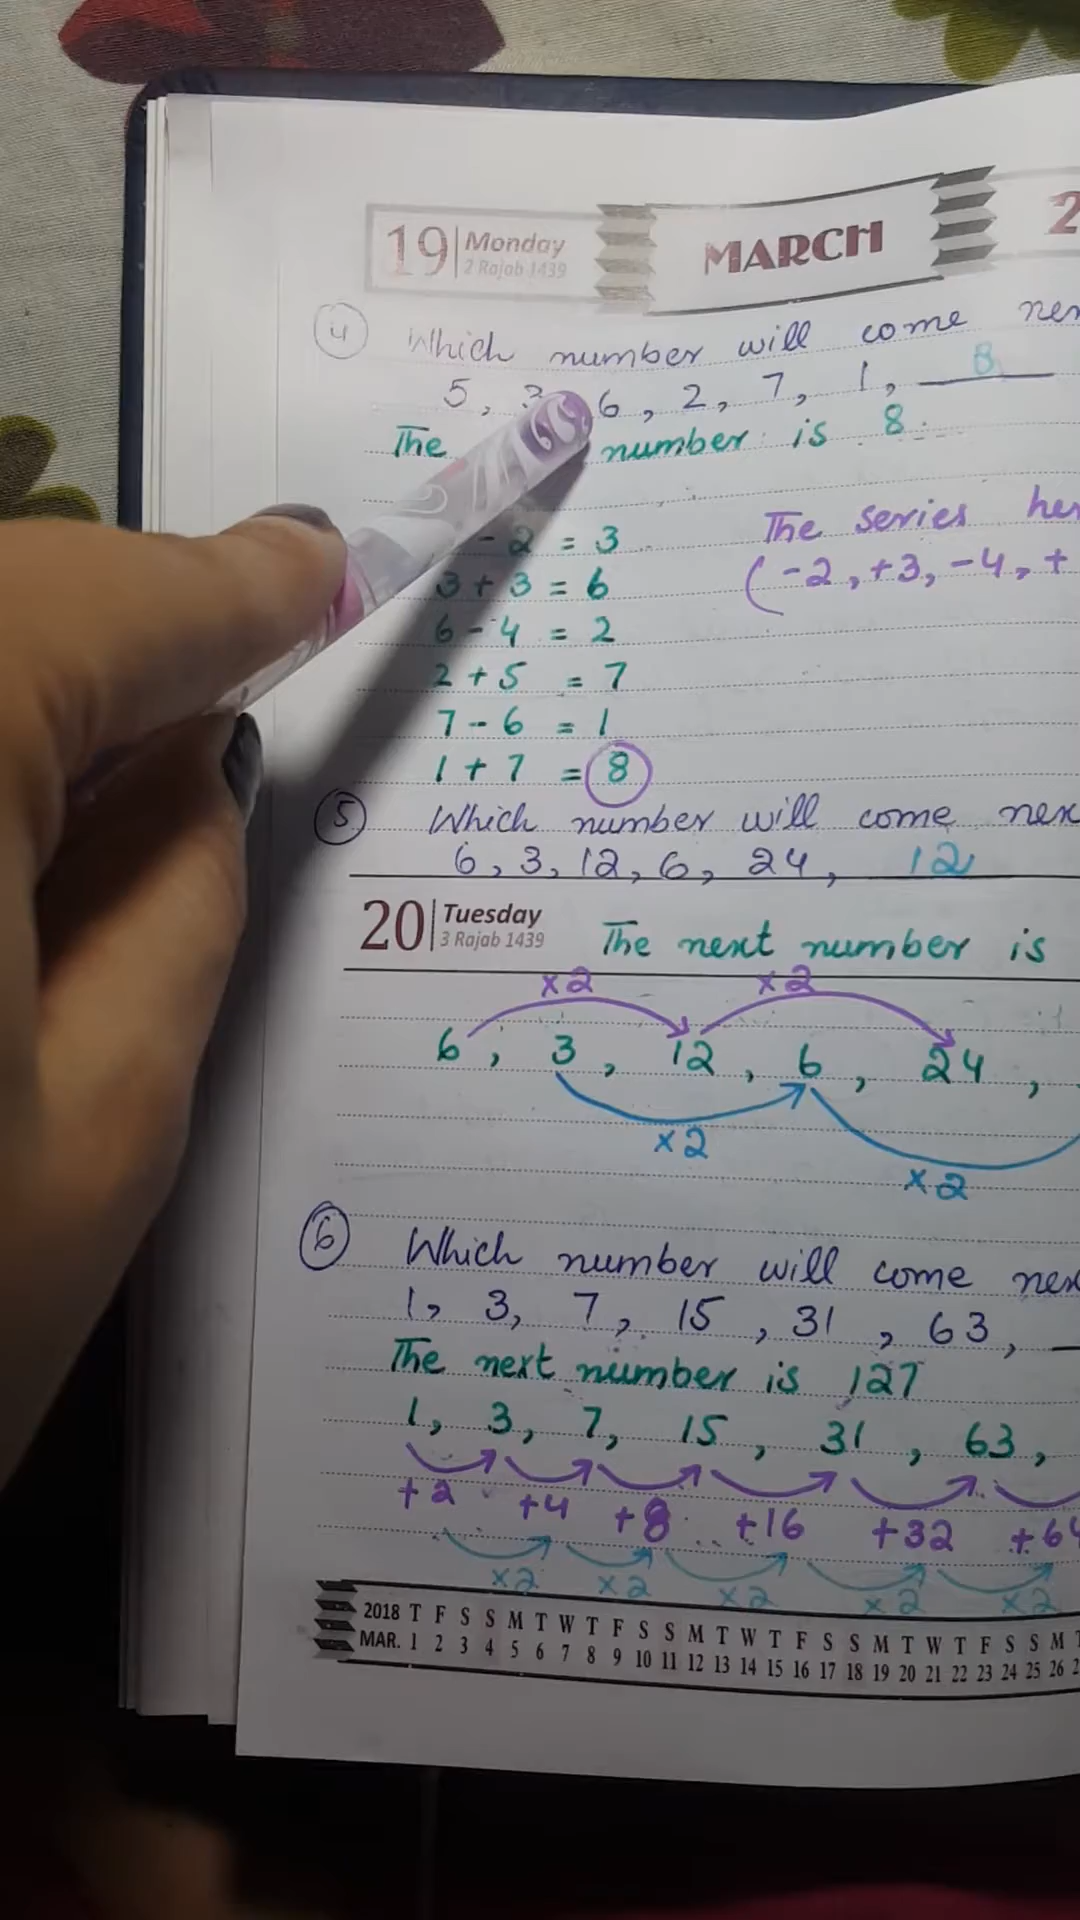 19 Monday
2 Rajab 1439
MARCH
2
4 Which number will come
5, 3 6, 2, 7, 1, 8
The number is 8
- 2 = 3
3 + 3 = 6
6 - 4 = 2
2 + 5 = 7
7 - 6 = 1
1 + 7 = 8
The series
(-2, +3, -4, +
5 Which number will come
6, 3, 12, 6, 24, 12
20 Tuesday
3 Rajab 1439
The next number is
×2 ×2
6, 3, 12, 6, 24,
×2 ×2
6 Which number will come
1, 3, 7, 15, 31, 63,
The next number is 127
1, 3, 7, 15, 31, 63,
+2 +4 +8 +16 +32 +64
×2 ×2 ×2 ×2 ×2
2018 T F S S M T W T F S S M T W T F S S M T W T F S S M T
MAR. 1 2 3 4 5 6 7 8 9 10 11 12 13 14 15 16 17 18 19 20 21 22 23 24 25 26 2